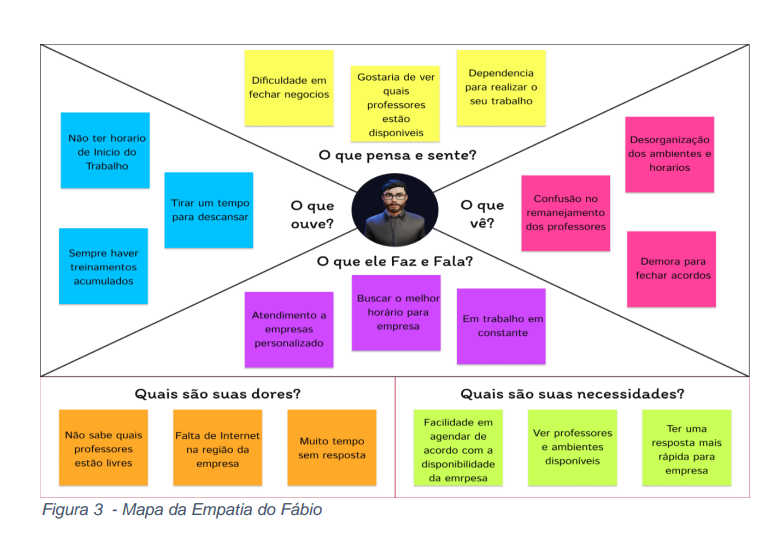 Dificuldade em
fechar negocios
Gostaria de ver
quais
professores
estão
disponiveis
Dependencia
para realizar o
seu trabalho
O que pensa e sente?
Não ter horario
de Inicio do
Trabalho
Tirar um tempo
para descansar
Sempre haver
treinamentos
acumulados
O que
ouve?
O que
vê?
Desorganização
dos ambientes e
horarios
Confusão no
remanejamento
dos professores
Demora para
fechar acordos
O que ele Faz e Fala?
Atendimento a
empresas
personalizado
Buscar o melhor
horário para
empresa
Em trabalho em
constante
Quais são suas dores?
Não sabe quais
professores
estão livres
Falta de Internet
na região da
empresa
Muito tempo
sem resposta
Quais são suas necessidades?
Facilidade em
agendar de
acordo com a
disponibilidade
da emrpesa
Ver professores
e ambientes
disponíveis
Ter uma
resposta mais
rápida para
empresa
Figura 3 - Mapa da Empatia do Fábio